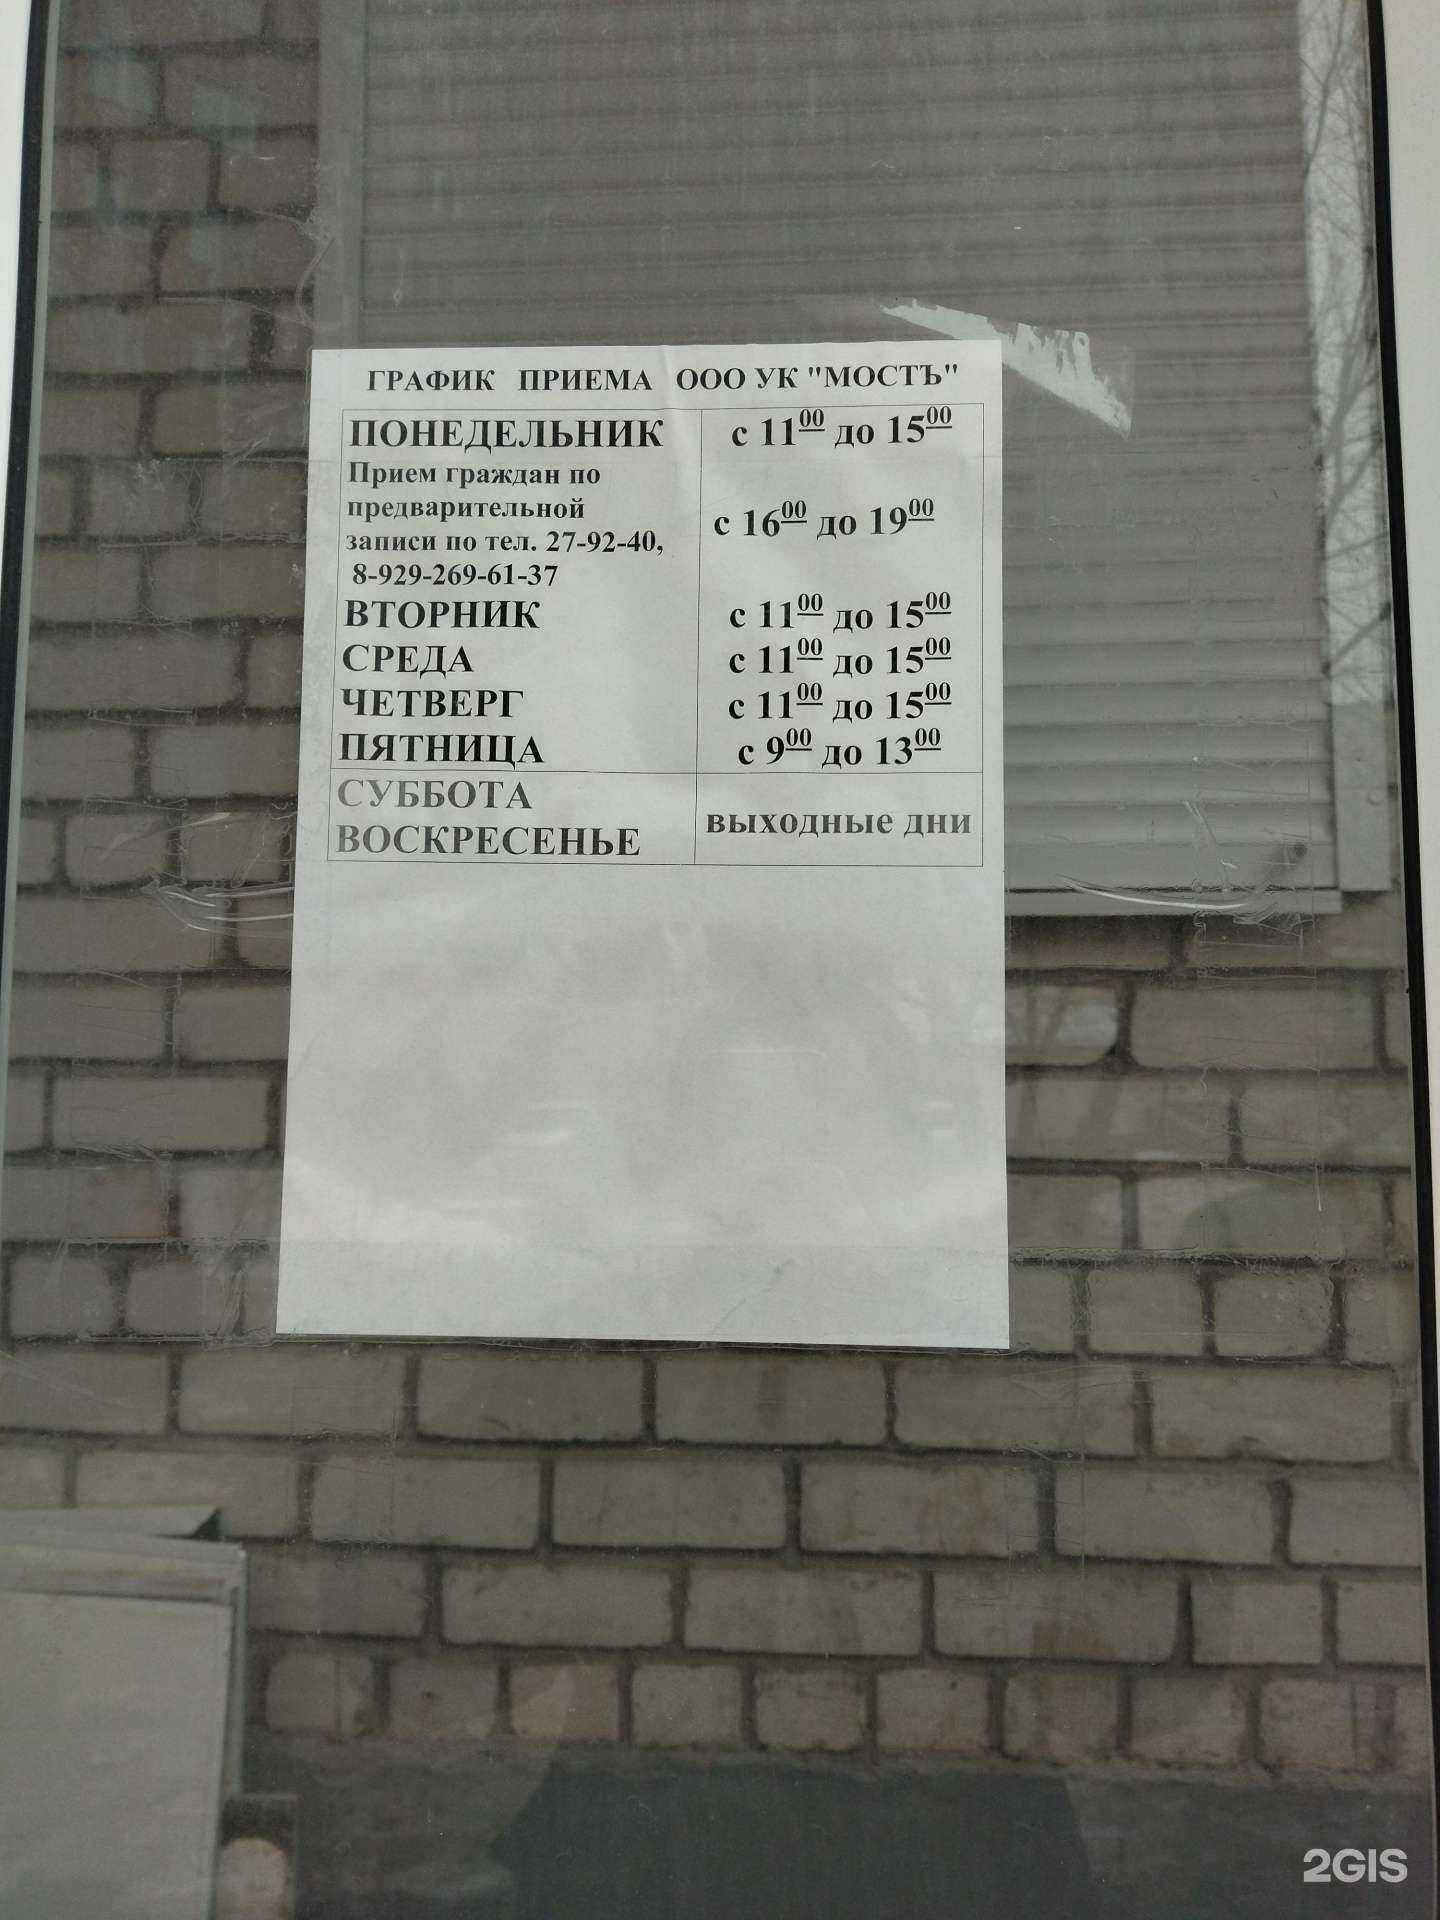 ГРАФИК ПРИЕМА ООО УК "МОСТЪ"
ПОНЕДЕЛЬНИК с 11⁰⁰ до 15⁰⁰
Прием граждан по
предварительной
записи по тел. 27-92-40, с 16⁰⁰ до 19⁰⁰
8-929-269-61-37
ВТОРНИК с 11⁰⁰ до 15⁰⁰
СРЕДА с 11⁰⁰ до 15⁰⁰
ЧЕТВЕРГ с 11⁰⁰ до 15⁰⁰
ПЯТНИЦА с 9⁰⁰ до 13⁰⁰
СУББОТА
ВОСКРЕСЕНЬЕ выходные дни
2GIS